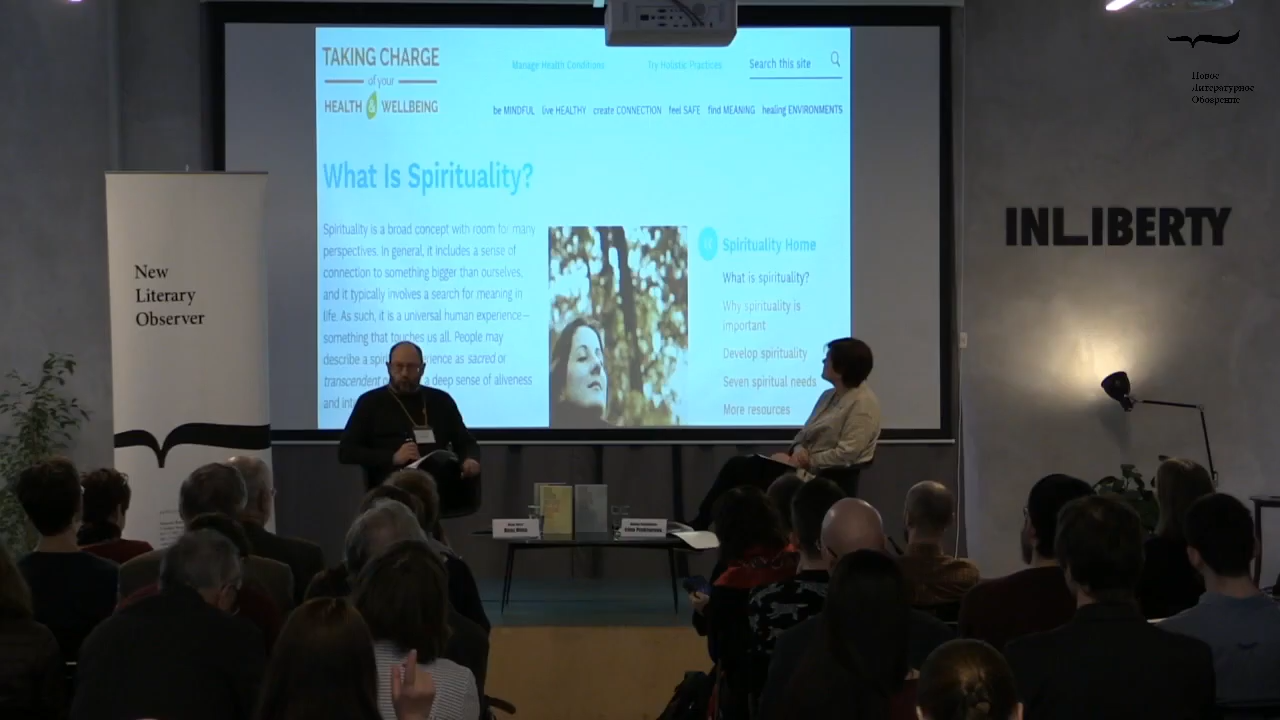 TAKING CHARGE
of your
HEALTH & WELLBEING
Manage Health Conditions
Try Holistic Practices
Search this site
be MINDFUL
live HEALTHY
create CONNECTION
feel SAFE
find MEANING
healing ENVIRONMENTS
What Is Spirituality?
Spirituality is a broad concept with room for many
perspectives. In general, it includes a sense of
connection to something bigger than ourselves,
and it typically involves a search for meaning in
life. As such, it is a universal human experience—
something that touches us all. People may
describe a as sacred or
transcendent a deep sense of aliveness
and
Spirituality Home
What is spirituality?
Why spirituality is
important
Develop spirituality
Seven spiritual needs
More resources
New
Literary
Observer
INLIBERTY
Новое
Литературное
Обозрение